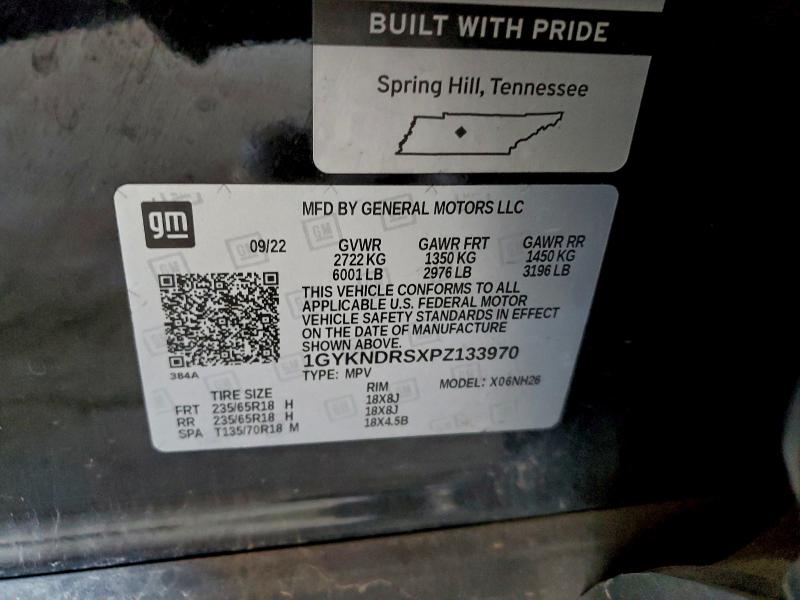 BUILT WITH PRIDE
Spring Hill, Tennessee
gm
MFD BY GENERAL MOTORS LLC
09/22
GVWR GAWR FRT GAWR RR
2722 KG 1350 KG 1450 KG
6001 LB 2976 LB 3196 LB
THIS VEHICLE CONFORMS TO ALL
APPLICABLE U.S. FEDERAL MOTOR
VEHICLE SAFETY STANDARDS IN EFFECT
ON THE DATE OF MANUFACTURE
SHOWN ABOVE.
1GYKNDRSXPZ133970
384A
TYPE: MPV MODEL: X06NH26
TIRE SIZE RIM
FRT 235/65R18 H 18X8J
RR 235/65R18 H 18X8J
SPA T135/70R18 M 18X4.5B